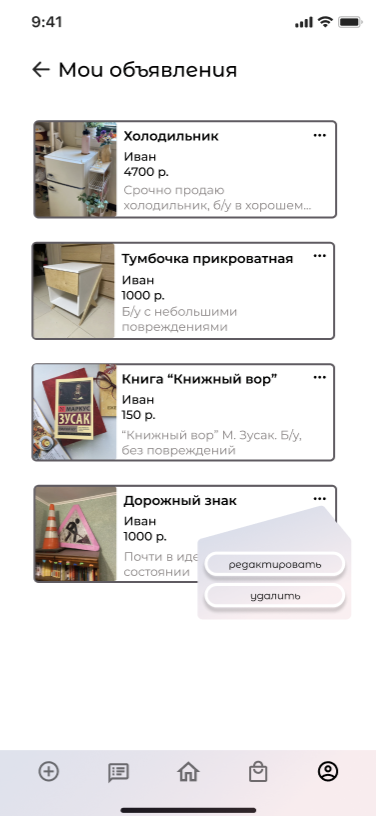 9:41
Мои объявления
Холодильник
Иван
4700 р.
Срочно продаю
холодильник, б/у в хорошем...
Тумбочка прикроватная
Иван
1000 р.
Б/у с небольшими
повреждениями
Книга “Книжный вор”
Иван
150 р.
“Книжный вор” М. Зусак. Б/у,
без повреждений
МАРКУС
ЗУСАК
Дорожный знак
Иван
1000 р.
Почти в иде
состоянии
редактировать
удалить